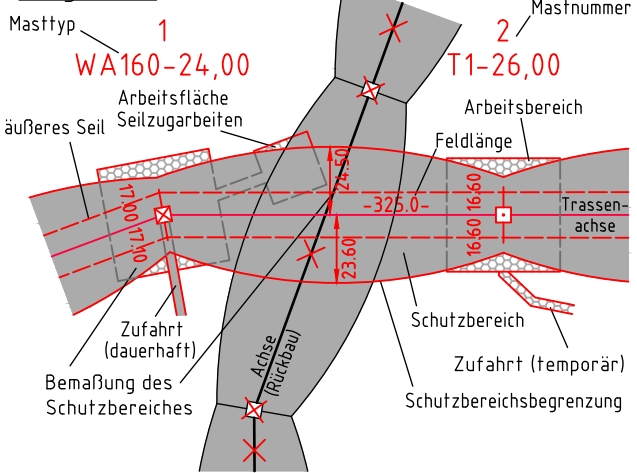 Masttyp
1
WA160-24,00
Mastnummer
2
T1-26,00
Arbeitsfläche
Seilzugarbeiten
äußeres Seil
Arbeitsbereich
Feldlänge
24.50
17.00
17.00
-325.0-
16.60
16.60
23.60
Trassen-
achse
Zufahrt
(dauerhaft)
Achse
(Rückbau)
Schutzbereich
Zufahrt (temporär)
Bemaßung des
Schutzbereiches
Schutzbereichsbegrenzung